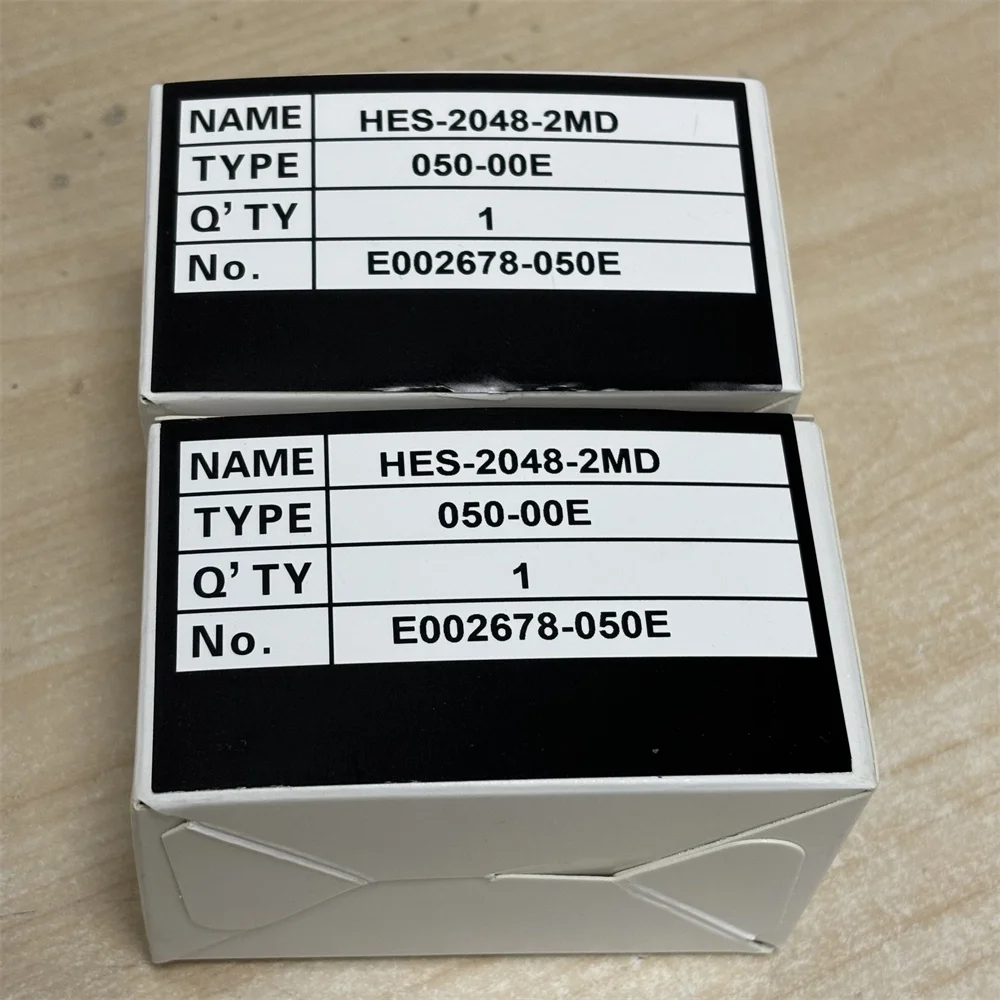 NAME HES-2048-2MD
TYPE 050-00E
Q'TY 1
No. E002678-050E
NAME HES-2048-2MD
TYPE 050-00E
Q'TY 1
No. E002678-050E